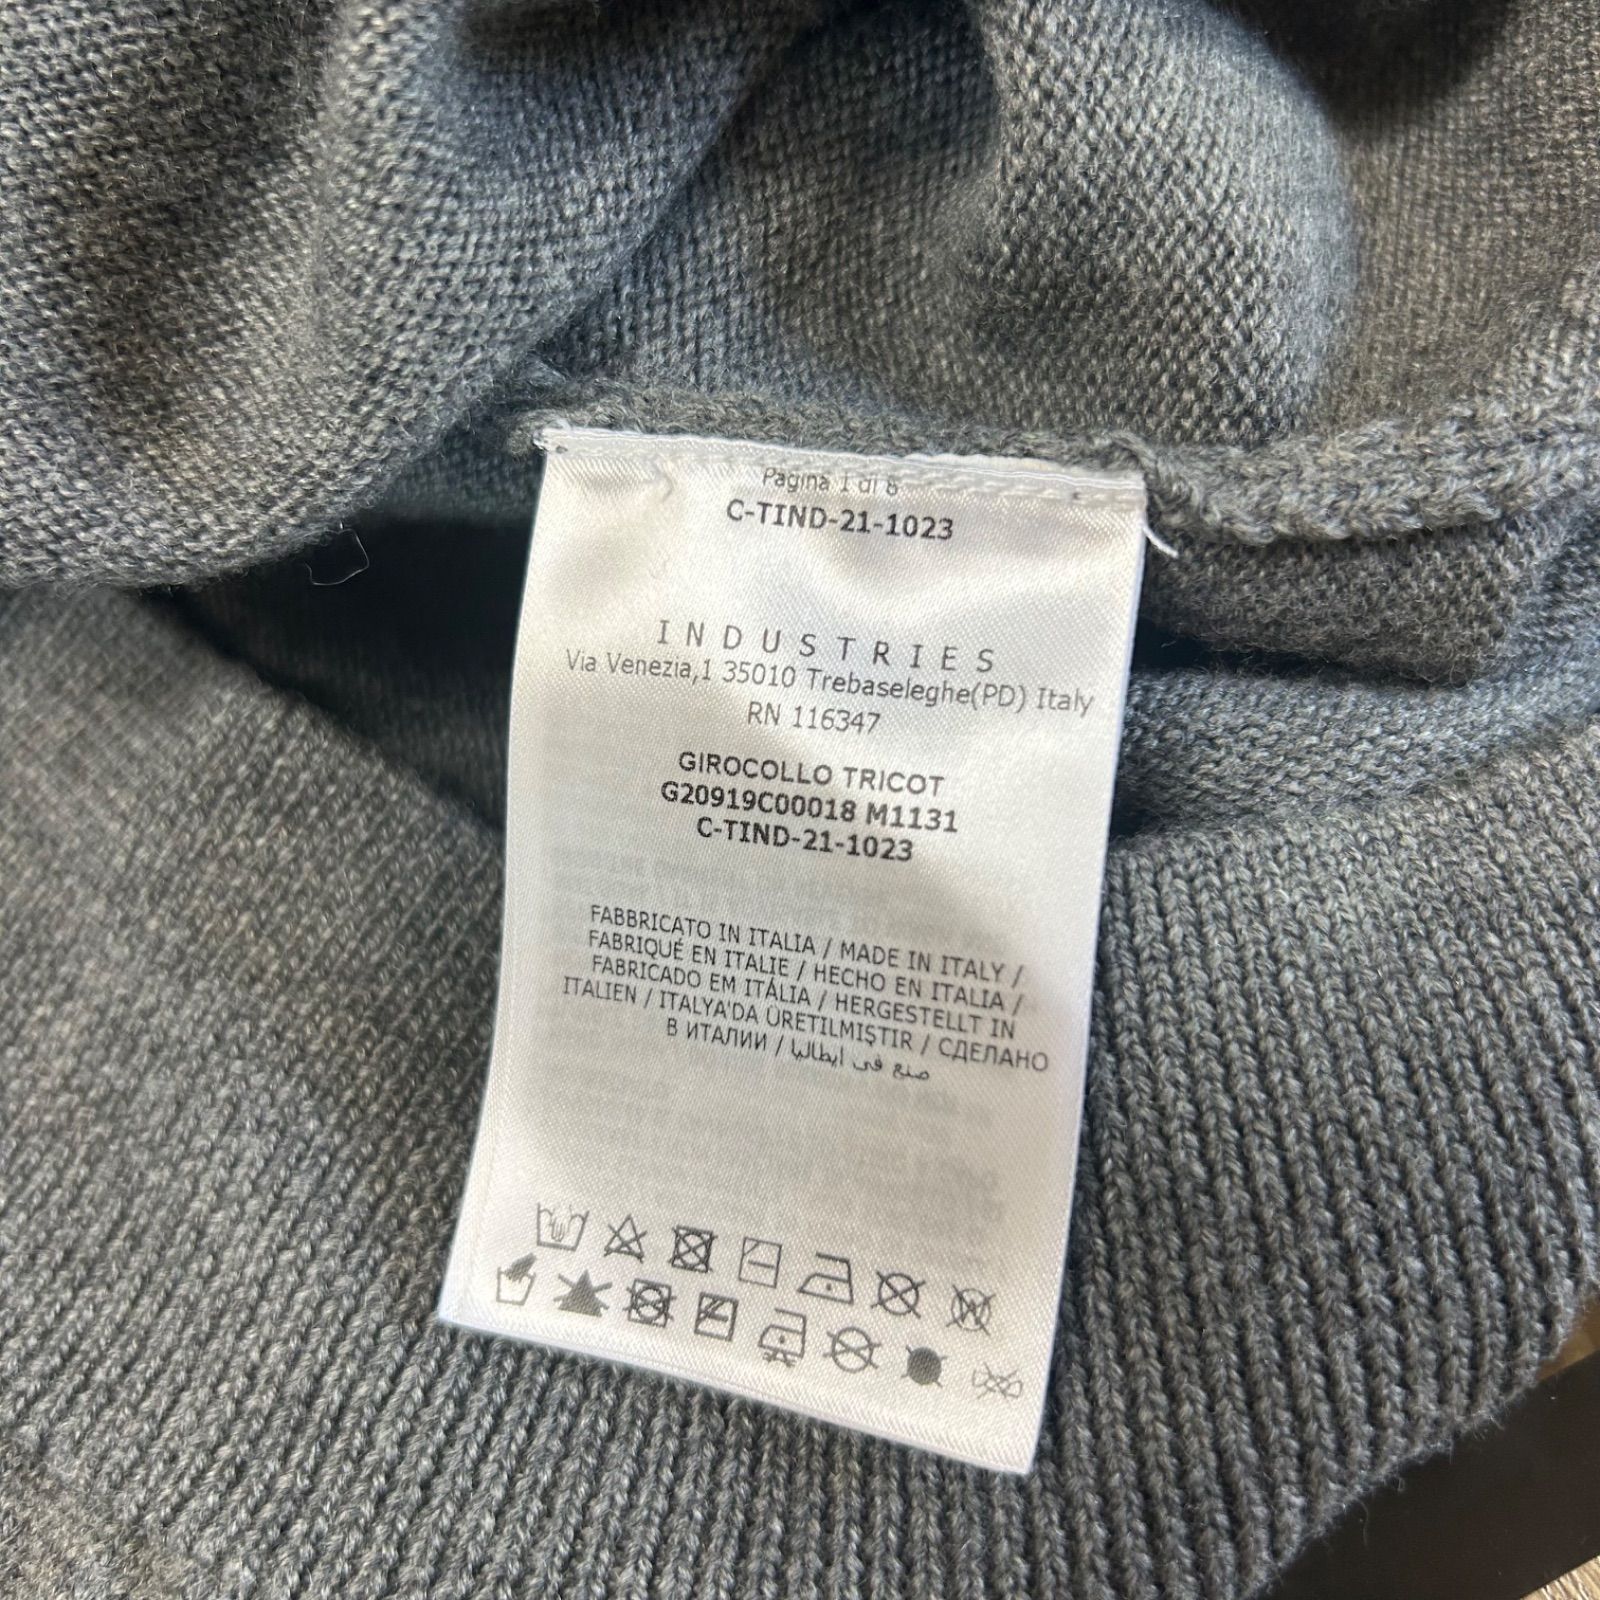 Pagina 1 di 8
C-TIND-21-1023
INDUSTRIES
Via Venezia,1 35010 Trebaseleghe(PD) Italy
RN 116347
GIROCOLLO TRICOT
G20919C00018 M1131
C-TIND-21-1023
FABBRICATO IN ITALIA / MADE IN ITALY /
FABRIQUÉ EN ITALIE / HECHO EN ITALIA /
FABRICADO EM ITÁLIA / HERGESTELLT IN
ITALIEN / ITALYA'DA ÜRETILMIŞTIR / СДЕЛАНО
В ИТАЛИИ / صنع في ايطاليا